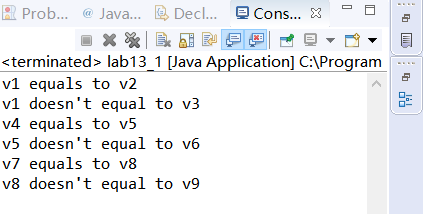 Prob... Java... Decl... Cons...
<terminated> lab13_1 [Java Application] C:\Program
v1 equals to v2
v1 doesn't equal to v3
v4 equals to v5
v5 doesn't equal to v6
v7 equals to v8
v8 doesn't equal to v9